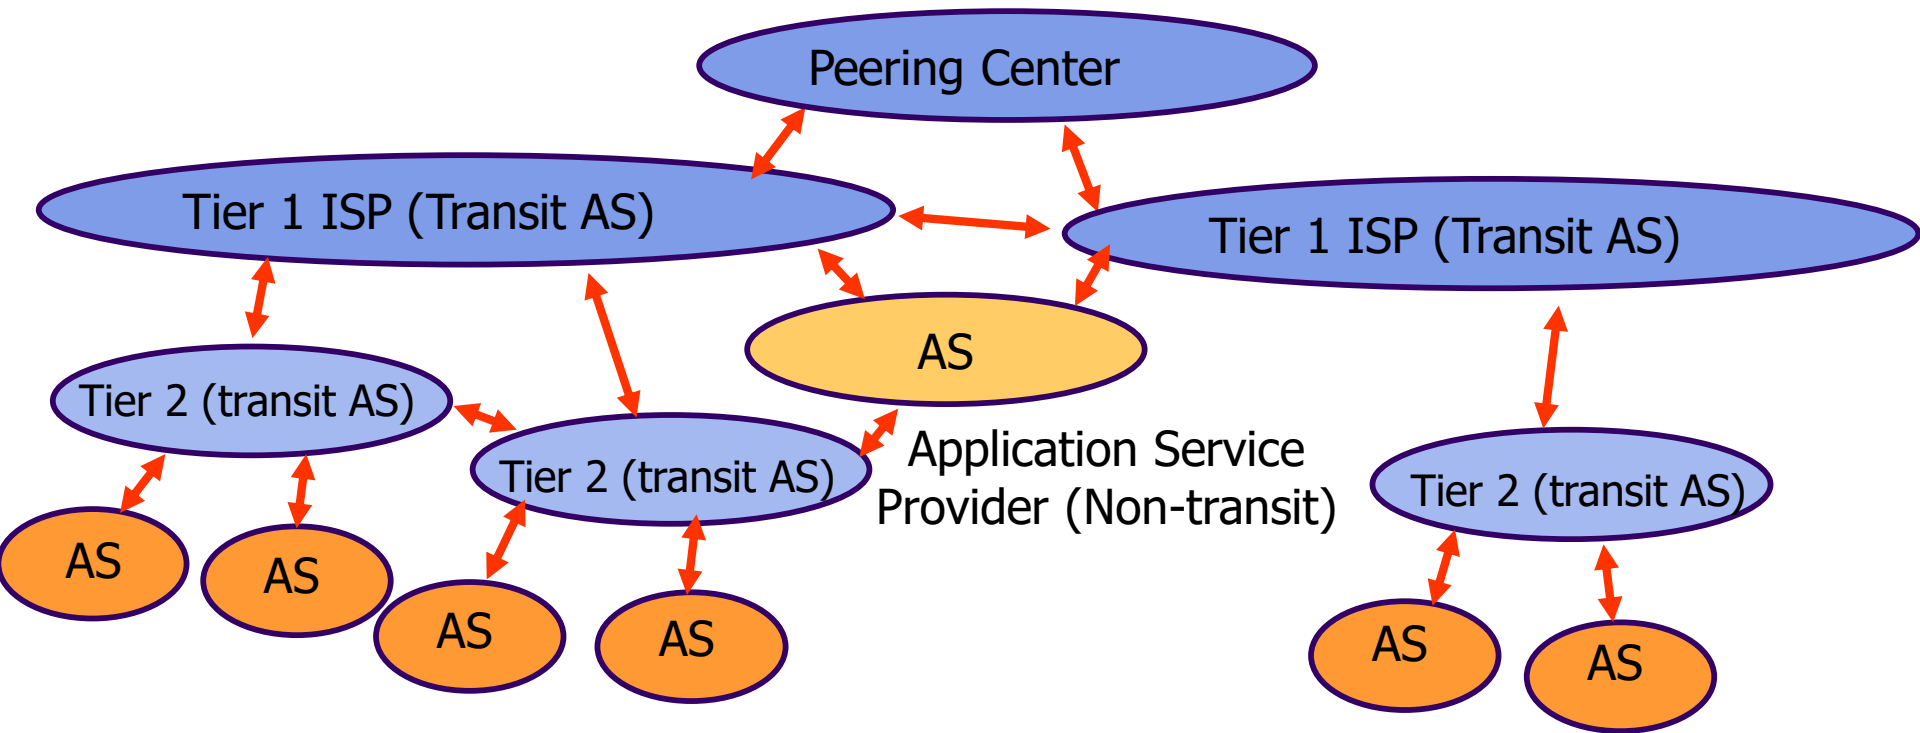 Peering Center
Tier 1 ISP (Transit AS)
Tier 1 ISP (Transit AS)
AS
Tier 2 (transit AS)
Tier 2 (transit AS)
Application Service
Provider (Non-transit)
Tier 2 (transit AS)
AS
AS
AS
AS
AS
AS